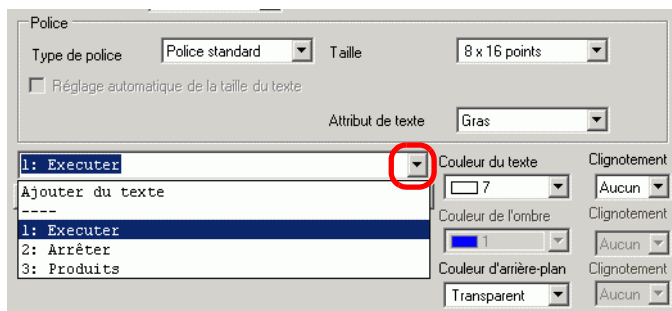 Police
Type de police Police standard Taille 8 x 16 points
Réglage automatique de la taille du texte
Attribut de texte Gras
1: Executer Couleur du texte Clignotement
Ajouter du texte 7 Aucun
---- Couleur de l'ombre Clignotement
1: Executer
2: Arrêter 1 Aucun
3: Produits Couleur d'arrière-plan Clignotement
Transparent Aucun